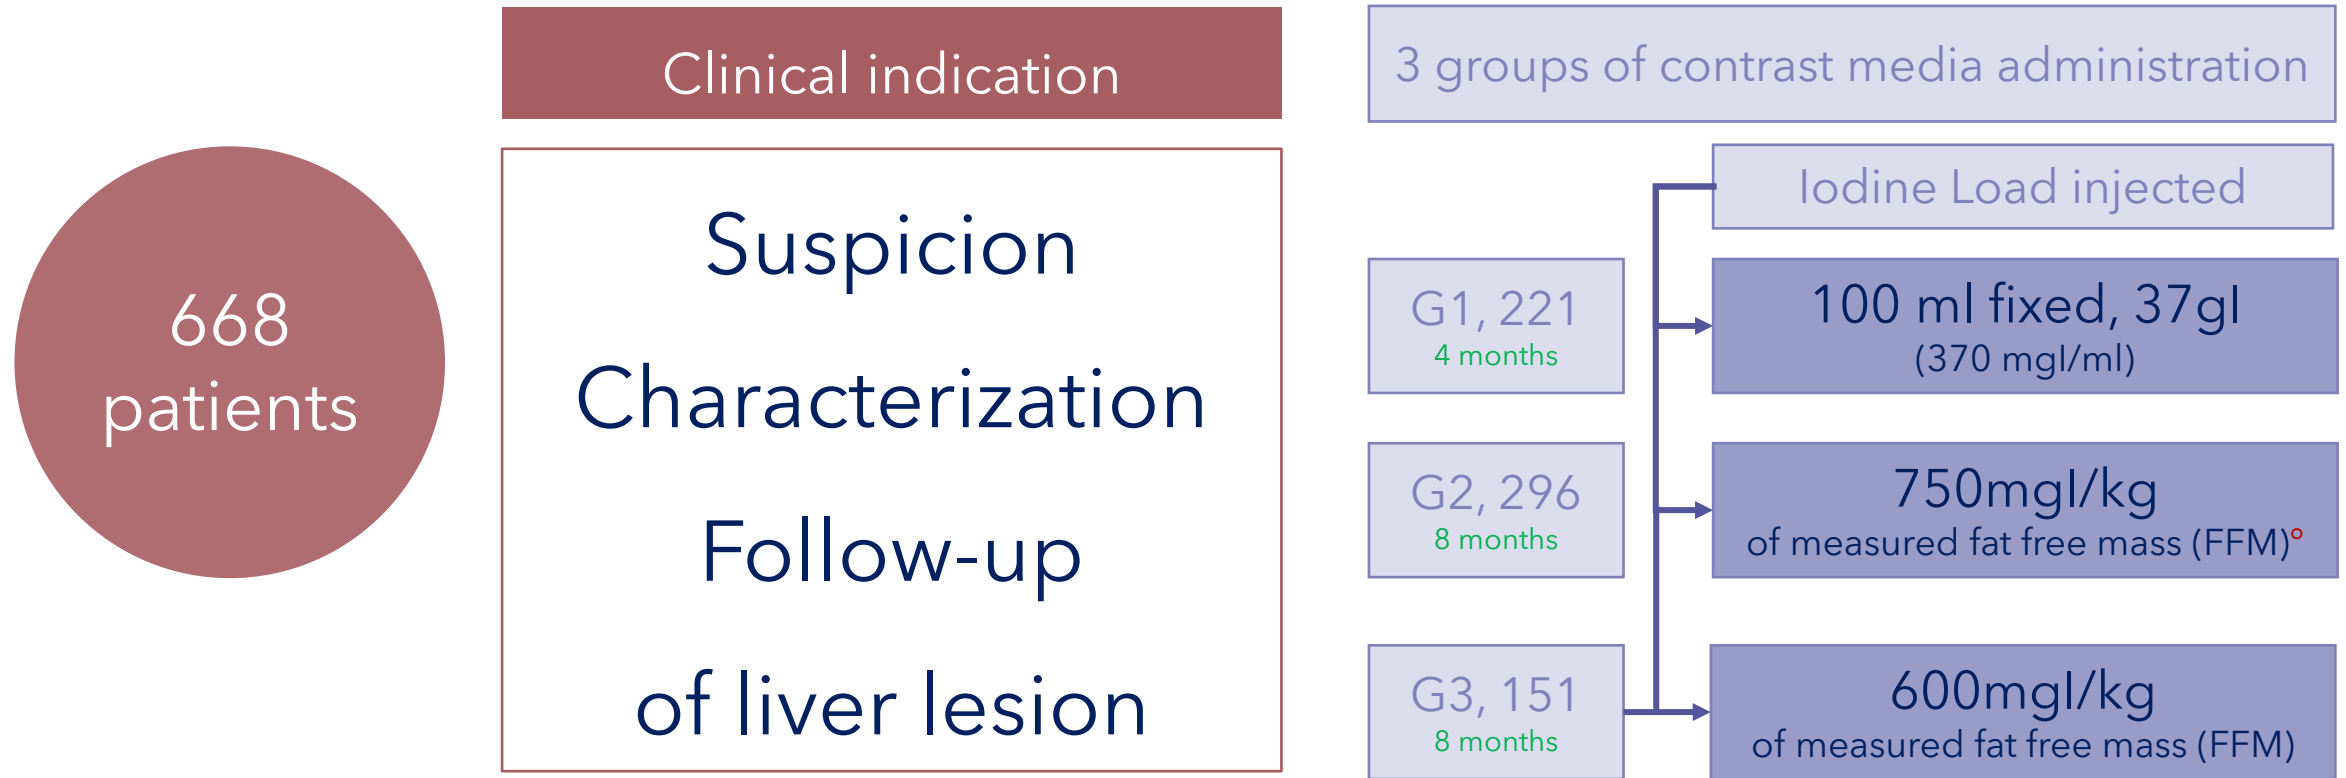 668
patients
Clinical indication
Suspicion
Characterization
Follow-up
of liver lesion
3 groups of contrast media administration
Iodine Load injected
G1, 221
4 months
100 ml fixed, 37gI
(370 mgI/ml)
G2, 296
8 months
750mgI/kg
of measured fat free mass (FFM)°
G3, 151
8 months
600mgI/kg
of measured fat free mass (FFM)